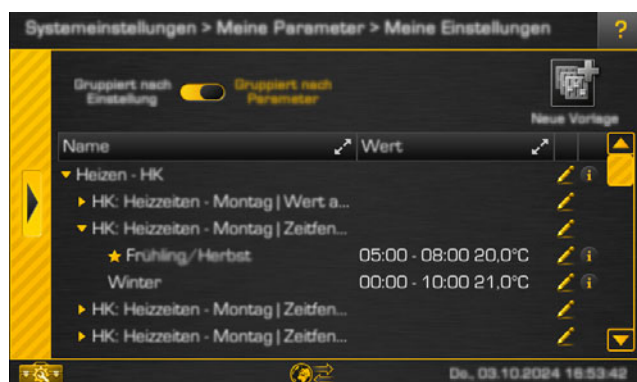 Systemeinstellungen > Meine Parameter > Meine Einstellungen ?
Gruppiert nach Einstellung
Gruppiert nach Parameter
Neue Vorlage
Name Wert
Heizen - HK
HK: Heizzeiten - Montag | Wert a...
HK: Heizzeiten - Montag | Zeitfen...
Frühling/Herbst 05:00 - 08:00 20,0°C
Winter 00:00 - 10:00 21,0°C
HK: Heizzeiten - Montag | Zeitfen...
HK: Heizzeiten - Montag | Zeitfen...
Do., 03.10.2024 16:53:42